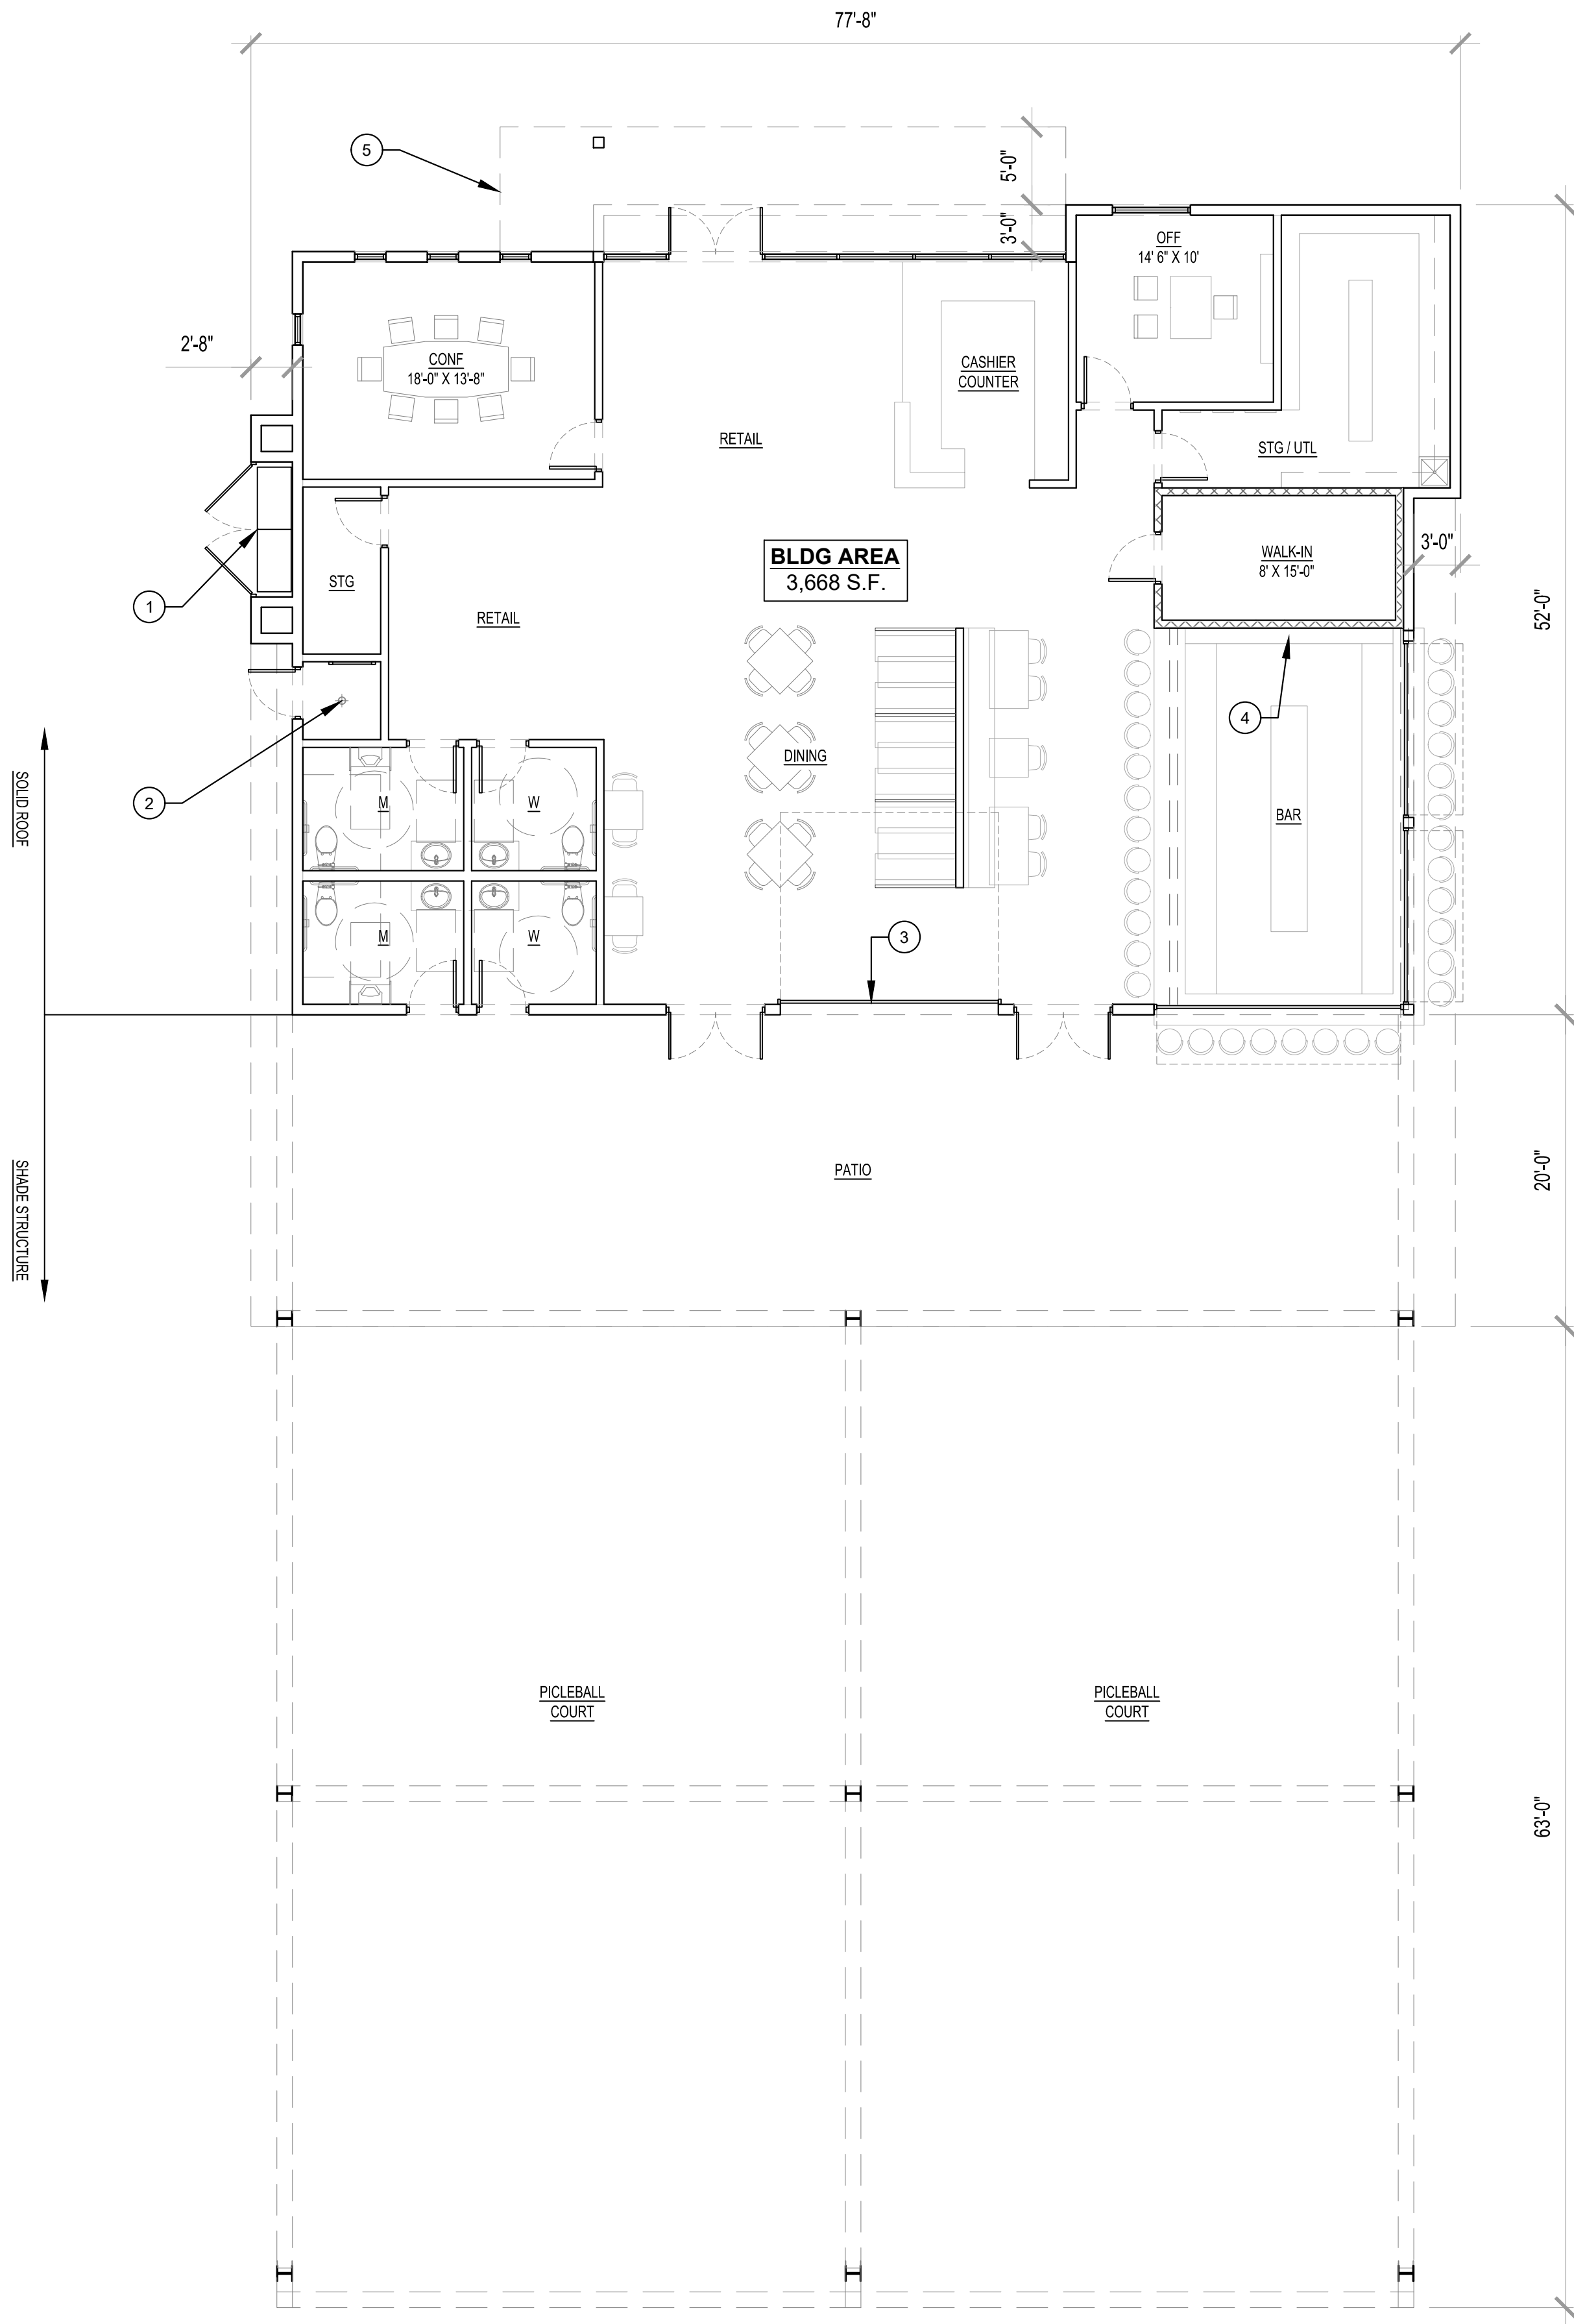 77'-8"
5
5'-0"
3'-0"
OFF
14' 6" X 10'
2'-8"
CONF
18'-0" X 13'-8"
CASHIER
COUNTER
RETAIL
STG / UTL
BLDG AREA
3,668 S.F.
WALK-IN
8' X 15'-0"
3'-0"
52'-0"
STG
1
RETAIL
4
2
DINING
SOLID ROOF
M
W
BAR
M
W
3
PATIO
20'-0"
SHADE STRUCTURE
PICLEBALL
COURT
PICLEBALL
COURT
63'-0"